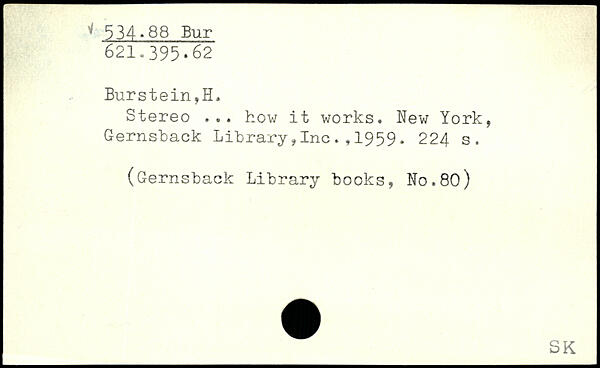 534.88 Bur
621.395.62
Burstein,H.
Stereo ... how it works. New York,
Gernsback Library,Inc.,1959. 224 s.
(Gernsback Library books, No.80)
SK